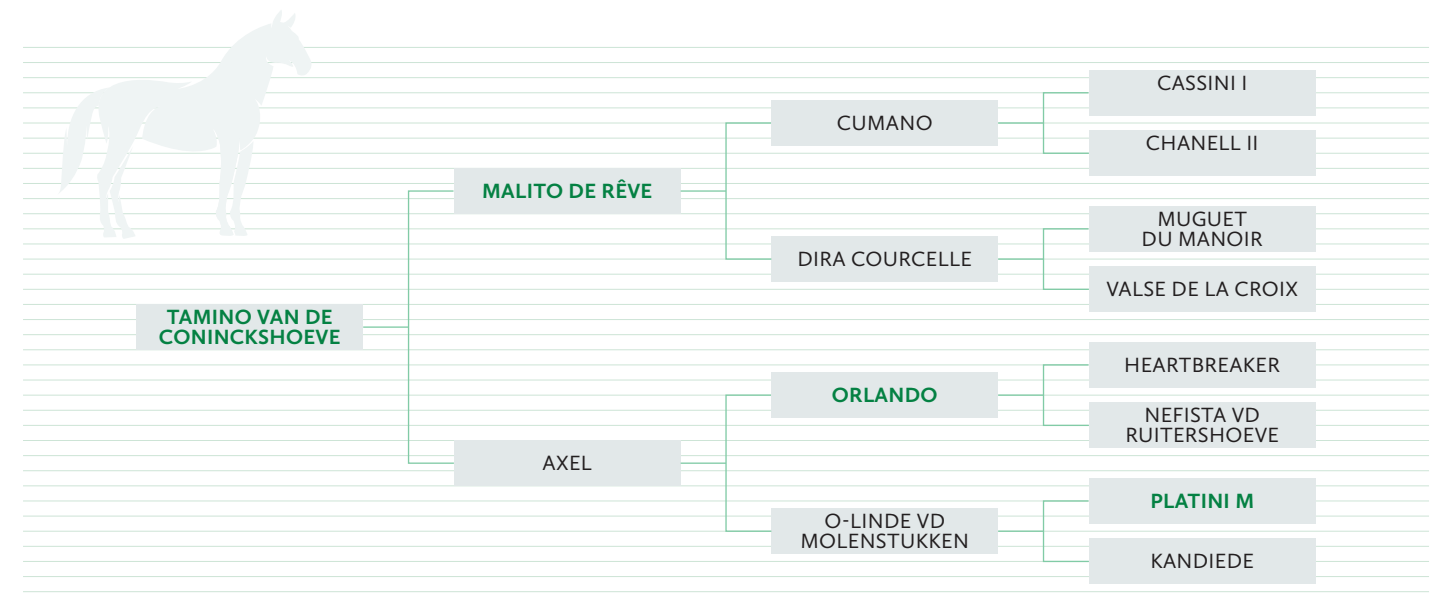 CASSINI I
CUMANO
CHANELL II
MALITO DE RÊVE
MUGUET
DU MANOIR
DIRA COURCELLE
VALSE DE LA CROIX
TAMINO VAN DE
CONINCKSHOEVE
HEARTBREAKER
ORLANDO
NEFISTA VD
RUITERSHOEVE
AXEL
PLATINI M
O-LINDE VD
MOLENSTUKKEN
KANDIEDE